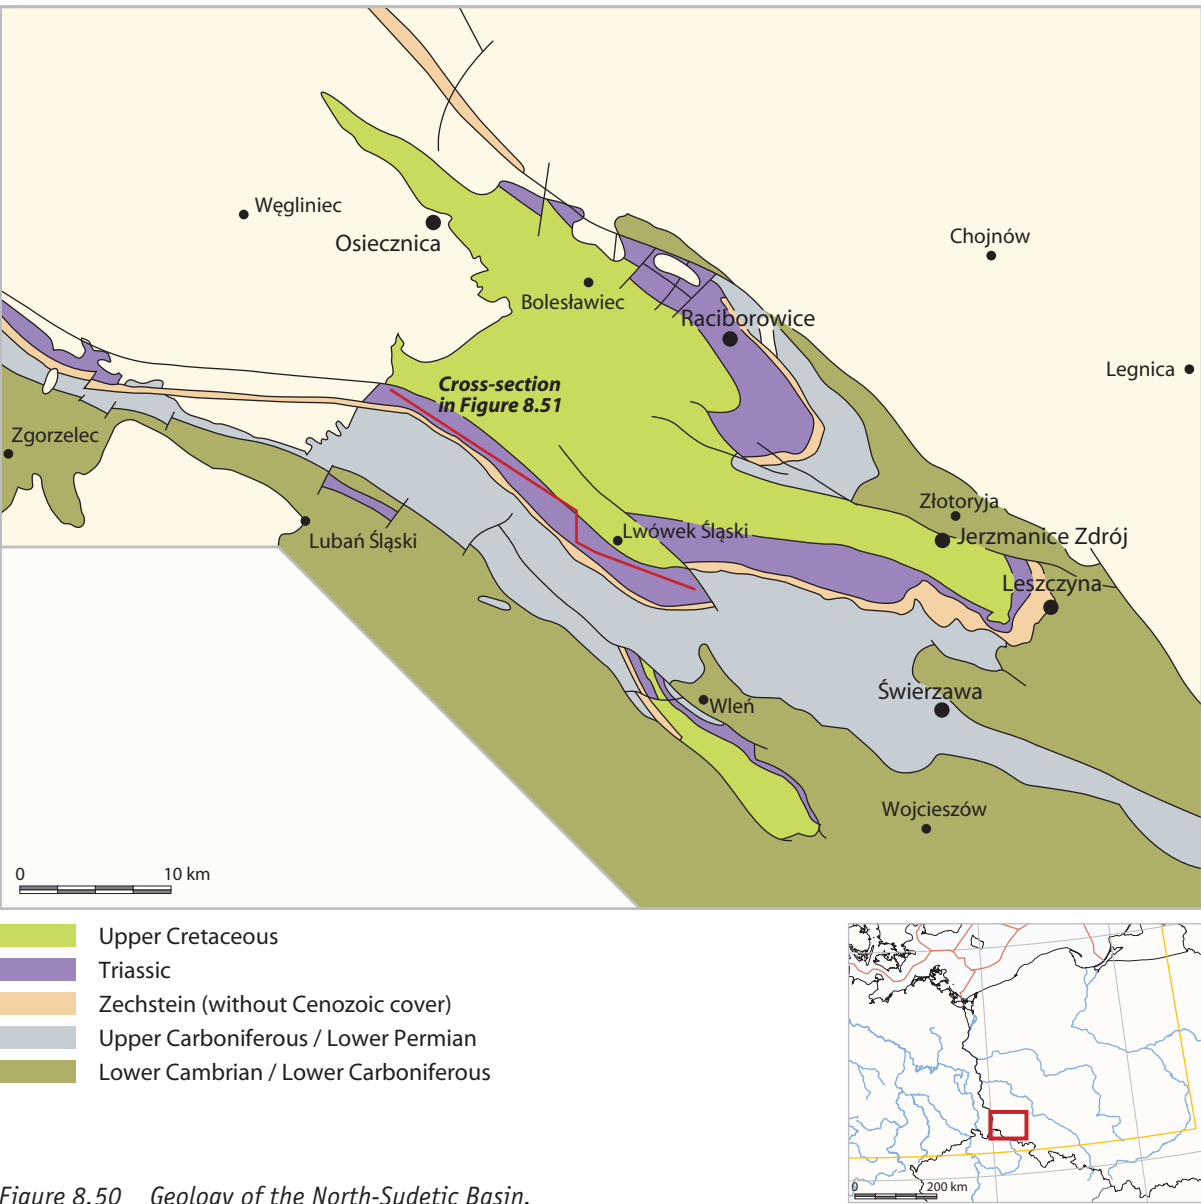 Węgliniec
Osiecznica
Chojnów
Bolesławiec
Raciborowice
Legnica
Cross-section
in Figure 8.51
Zgorzelec
Złotoryja
Lwówek Śląski
Jerzmanice Zdrój
Lubań Śląski
Leszczyna
Świerzawa
Wleń
Wojcieszów
0 10 km
Upper Cretaceous
Triassic
Zechstein (without Cenozoic cover)
Upper Carboniferous / Lower Permian
Lower Cambrian / Lower Carboniferous
0 200 km
Figure 8.50 Geology of the North-Sudetic Basin.